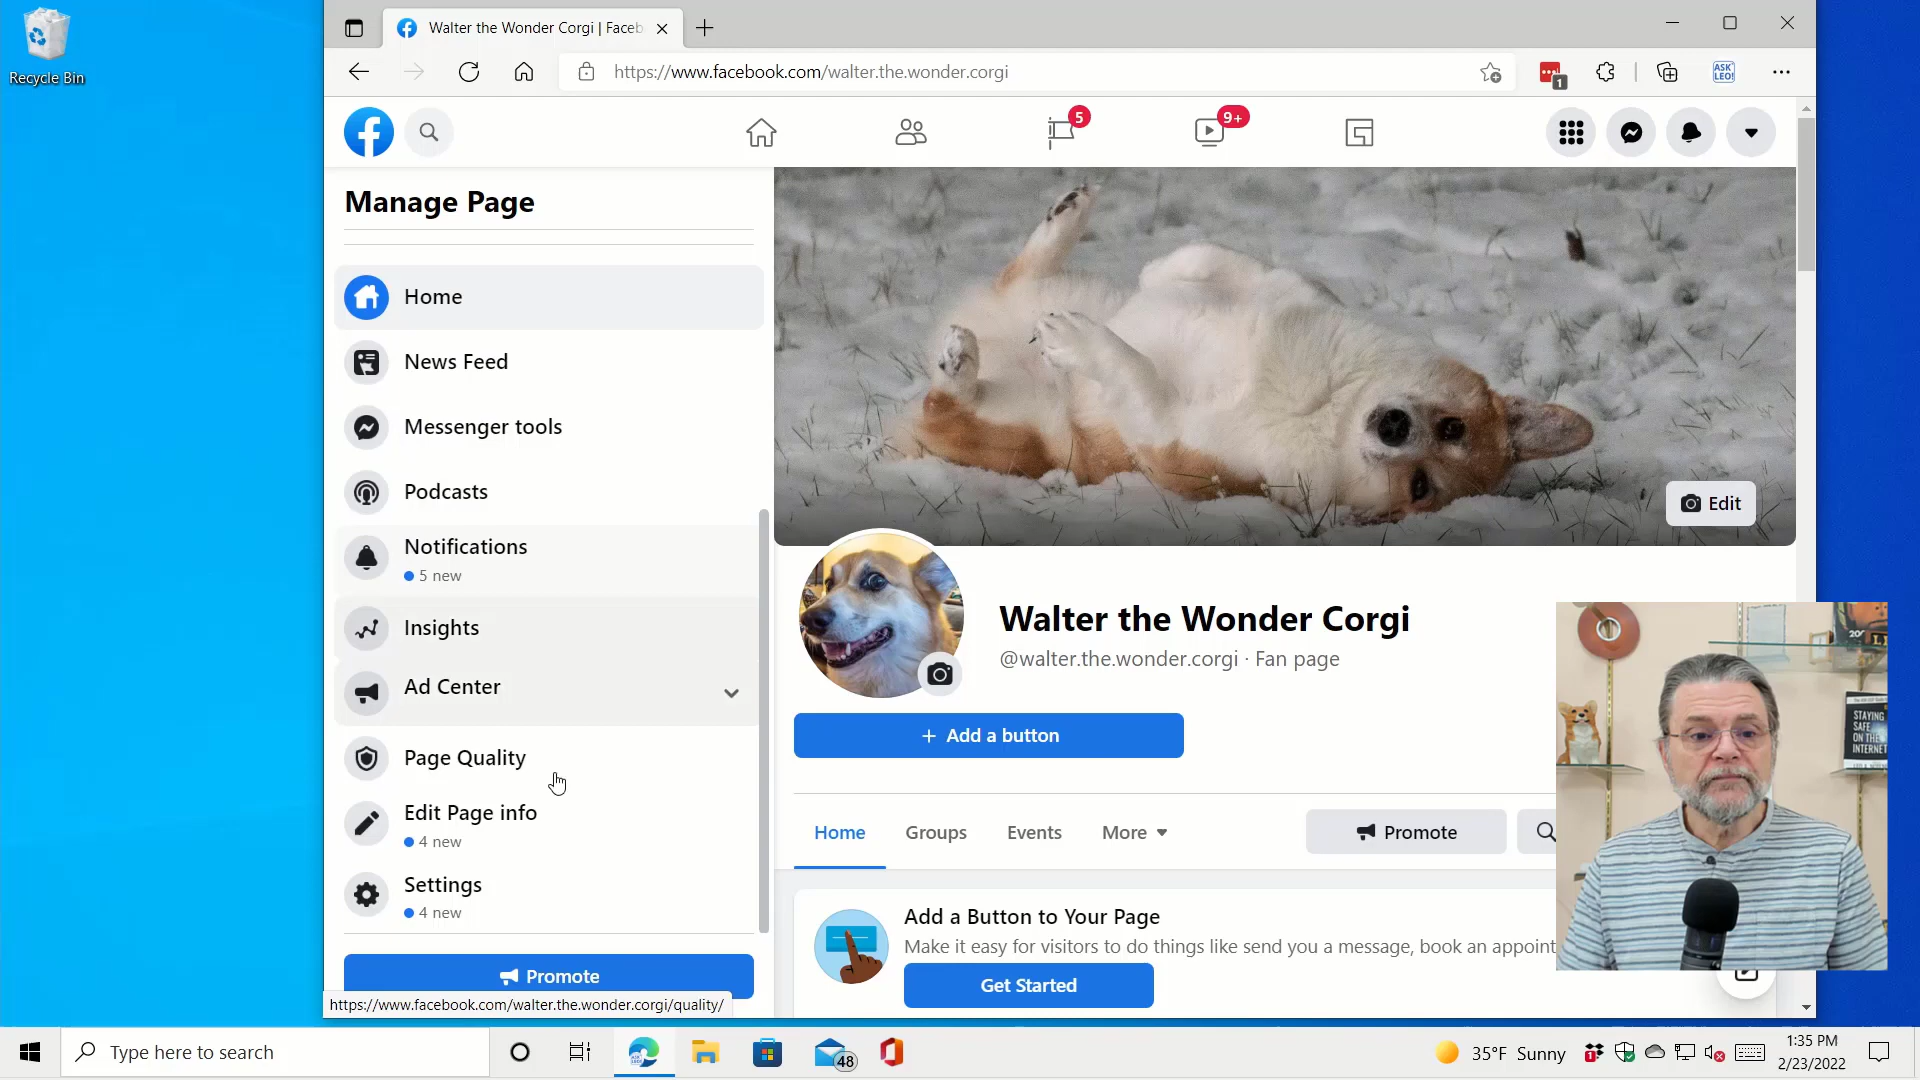 Recycle Bin
Walter the Wonder Corgi | Faceb
https://www.facebook.com/walter.the.wonder.corgi
1
ASK LEO!
5
9+
Manage Page
Home
News Feed
Messenger tools
Podcasts
Notifications
5 new
Insights
Ad Center
Page Quality
Edit Page info
4 new
Settings
4 new
Promote
https://www.facebook.com/walter.the.wonder.corgi/quality/
Edit
Walter the Wonder Corgi
@walter.the.wonder.corgi · Fan page
+ Add a button
Home
Groups
Events
More
Promote
Add a Button to Your Page
Make it easy for visitors to do things like send you a message, book an appoint
Get Started
STAYING
SAFE
ON THE
INTERNET
Type here to search
48
35°F Sunny
1:35 PM
2/23/2022